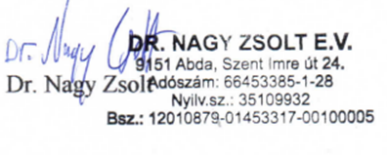 Dr. Nagy Zsolt
DR. NAGY ZSOLT E.V.
9151 Abda, Szent Imre út 24.
Dr. Nagy Zsolt
Adószám: 66453385-1-28
Nyilv.sz.: 35109932
Bsz.: 12010879-01453317-00100005